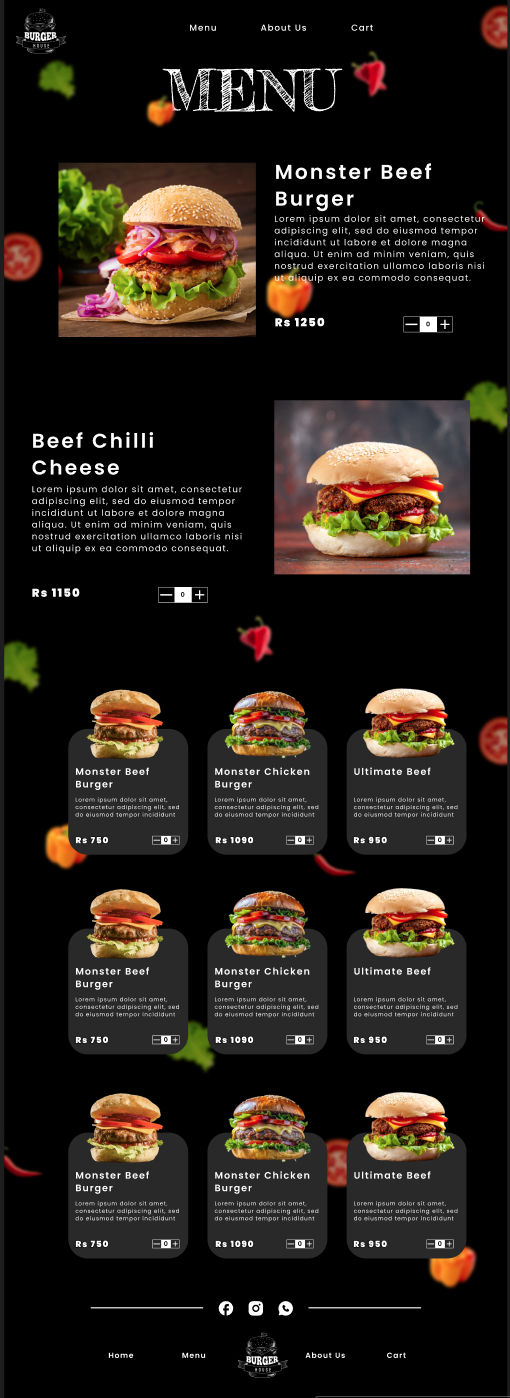 BURGER
HOUSE
Menu
About Us
Cart
MENU
Monster Beef
Burger
Lorem ipsum dolor sit amet, consectetur
adipiscing elit, sed do eiusmod tempor
incididunt ut labore et dolore magna
aliqua. Ut enim ad minim veniam, quis
nostrud exercitation ullamco laboris nisi
ut aliquip ex ea commodo consequat.
Rs 1250
— 0 +
Beef Chilli
Cheese
Lorem ipsum dolor sit amet, consectetur
adipiscing elit, sed do eiusmod tempor
incididunt ut labore et dolore magna
aliqua. Ut enim ad minim veniam, quis
nostrud exercitation ullamco laboris nisi
ut aliquip ex ea commodo consequat.
Rs 1150
— 0 +
Monster Beef
Burger
Lorem ipsum dolor sit amet,
consectetur adipiscing elit, sed
do eiusmod tempor incididunt
Rs 750
— 0 +
Monster Chicken
Burger
Lorem ipsum dolor sit amet,
consectetur adipiscing elit, sed
do eiusmod tempor incididunt
Rs 1090
— 0 +
Ultimate Beef
Lorem ipsum dolor sit amet,
consectetur adipiscing elit, sed
do eiusmod tempor incididunt
Rs 950
— 0 +
Monster Beef
Burger
Lorem ipsum dolor sit amet,
consectetur adipiscing elit, sed
do eiusmod tempor incididunt
Rs 750
— 0 +
Monster Chicken
Burger
Lorem ipsum dolor sit amet,
consectetur adipiscing elit, sed
do eiusmod tempor incididunt
Rs 1090
— 0 +
Ultimate Beef
Lorem ipsum dolor sit amet,
consectetur adipiscing elit, sed
do eiusmod tempor incididunt
Rs 950
— 0 +
Monster Beef
Burger
Lorem ipsum dolor sit amet,
consectetur adipiscing elit, sed
do eiusmod tempor incididunt
Rs 750
— 0 +
Monster Chicken
Burger
Lorem ipsum dolor sit amet,
consectetur adipiscing elit, sed
do eiusmod tempor incididunt
Rs 1090
— 0 +
Ultimate Beef
Lorem ipsum dolor sit amet,
consectetur adipiscing elit, sed
do eiusmod tempor incididunt
Rs 950
— 0 +
Home
Menu
BURGER
HOUSE
About Us
Cart